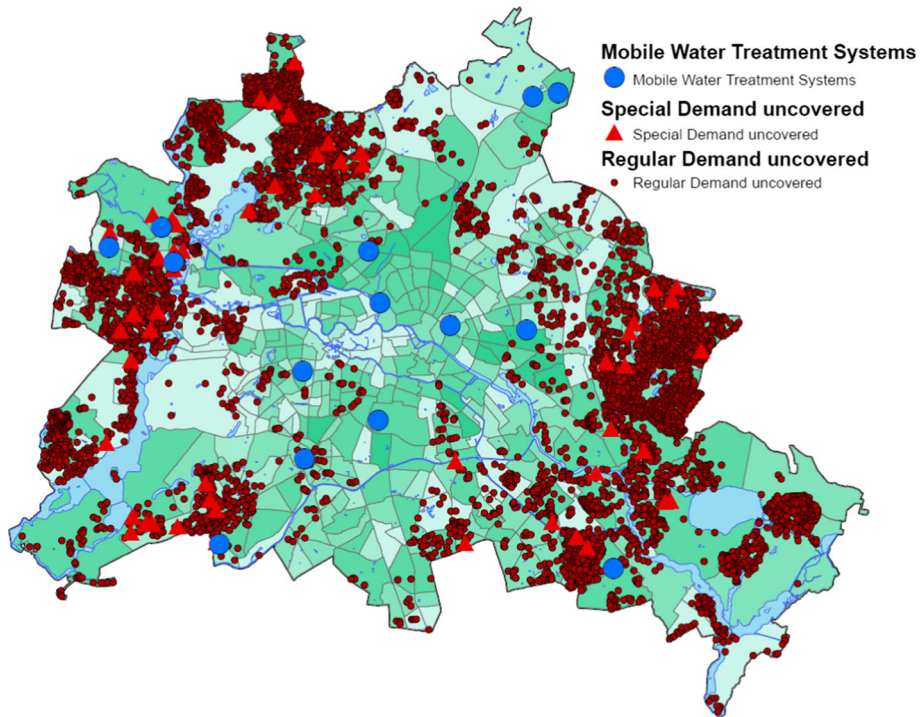 Mobile Water Treatment Systems
Mobile Water Treatment Systems
Special Demand uncovered
Special Demand uncovered
Regular Demand uncovered
Regular Demand uncovered